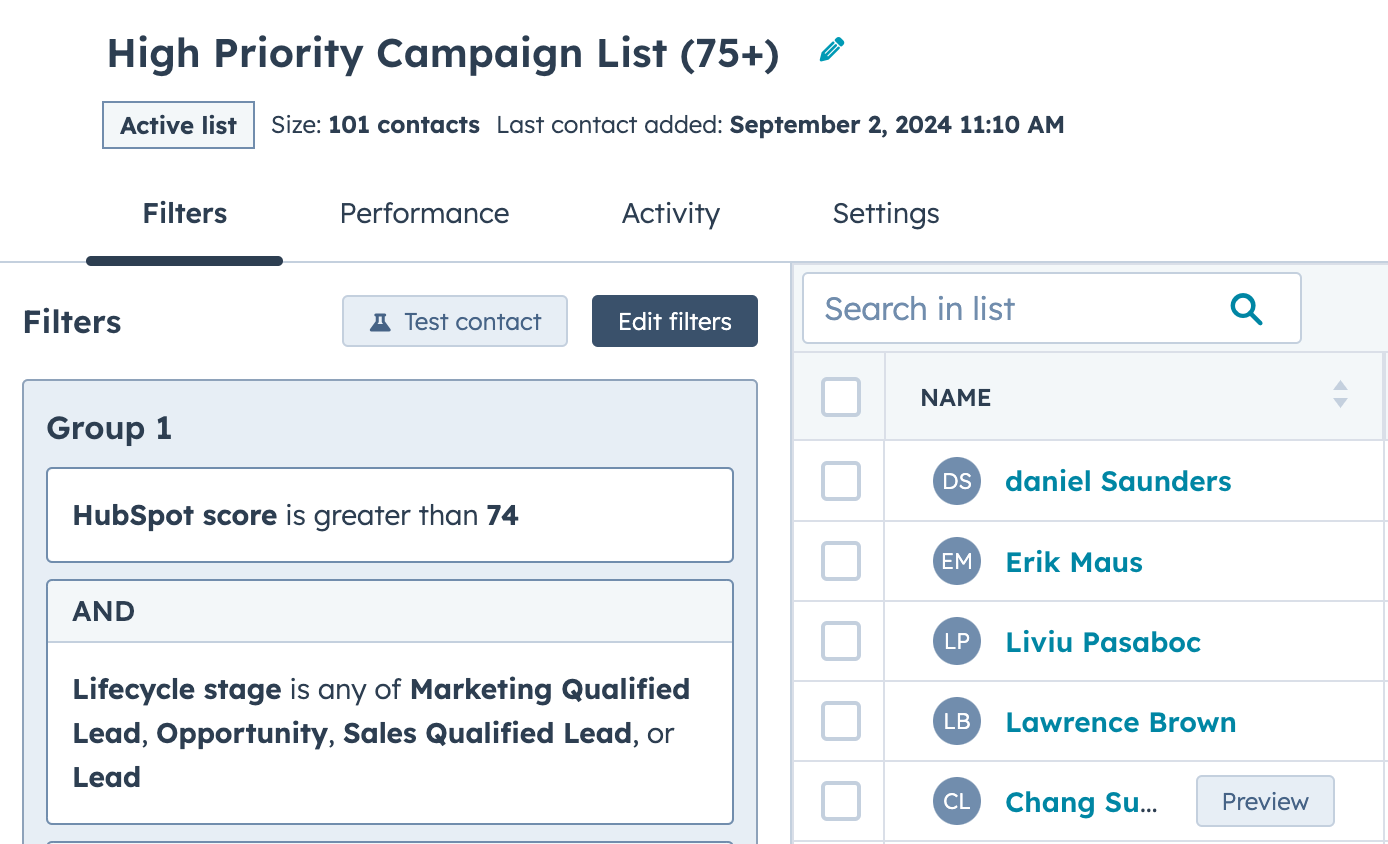 High Priority Campaign List (75+)
Active list Size: 101 contacts Last contact added: September 2, 2024 11:10 AM
Filters Performance Activity Settings
Filters Test contact Edit filters
Group 1
HubSpot score is greater than 74
AND
Lifecycle stage is any of Marketing Qualified
Lead, Opportunity, Sales Qualified Lead, or
Lead
Search in list
NAME
DS daniel Saunders
EM Erik Maus
LP Liviu Pasaboc
LB Lawrence Brown
CL Chang Su... Preview